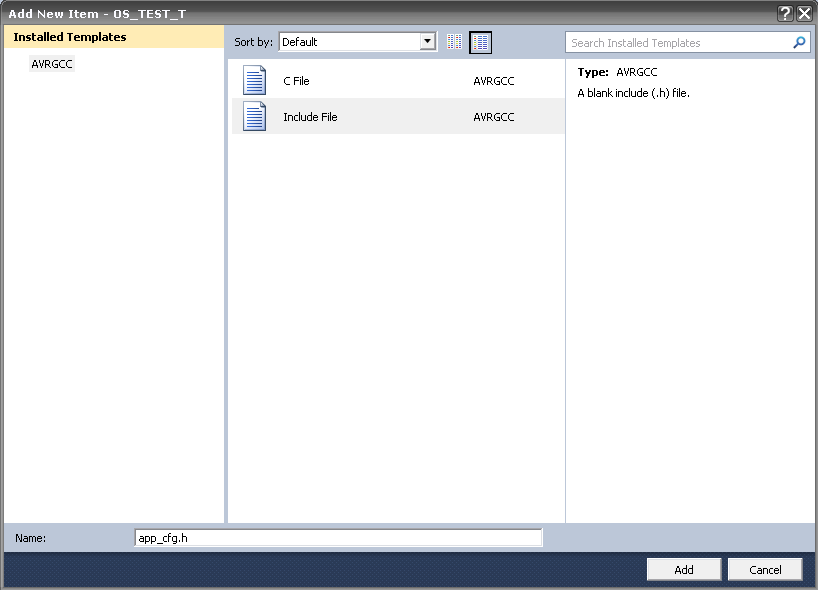 Add New Item - OS_TEST_T
Installed Templates
AVRGCC
Sort by: Default
Search Installed Templates
C File AVRGCC
Include File AVRGCC
Type: AVRGCC
A blank include (.h) file.
Name: app_cfg.h
Add Cancel